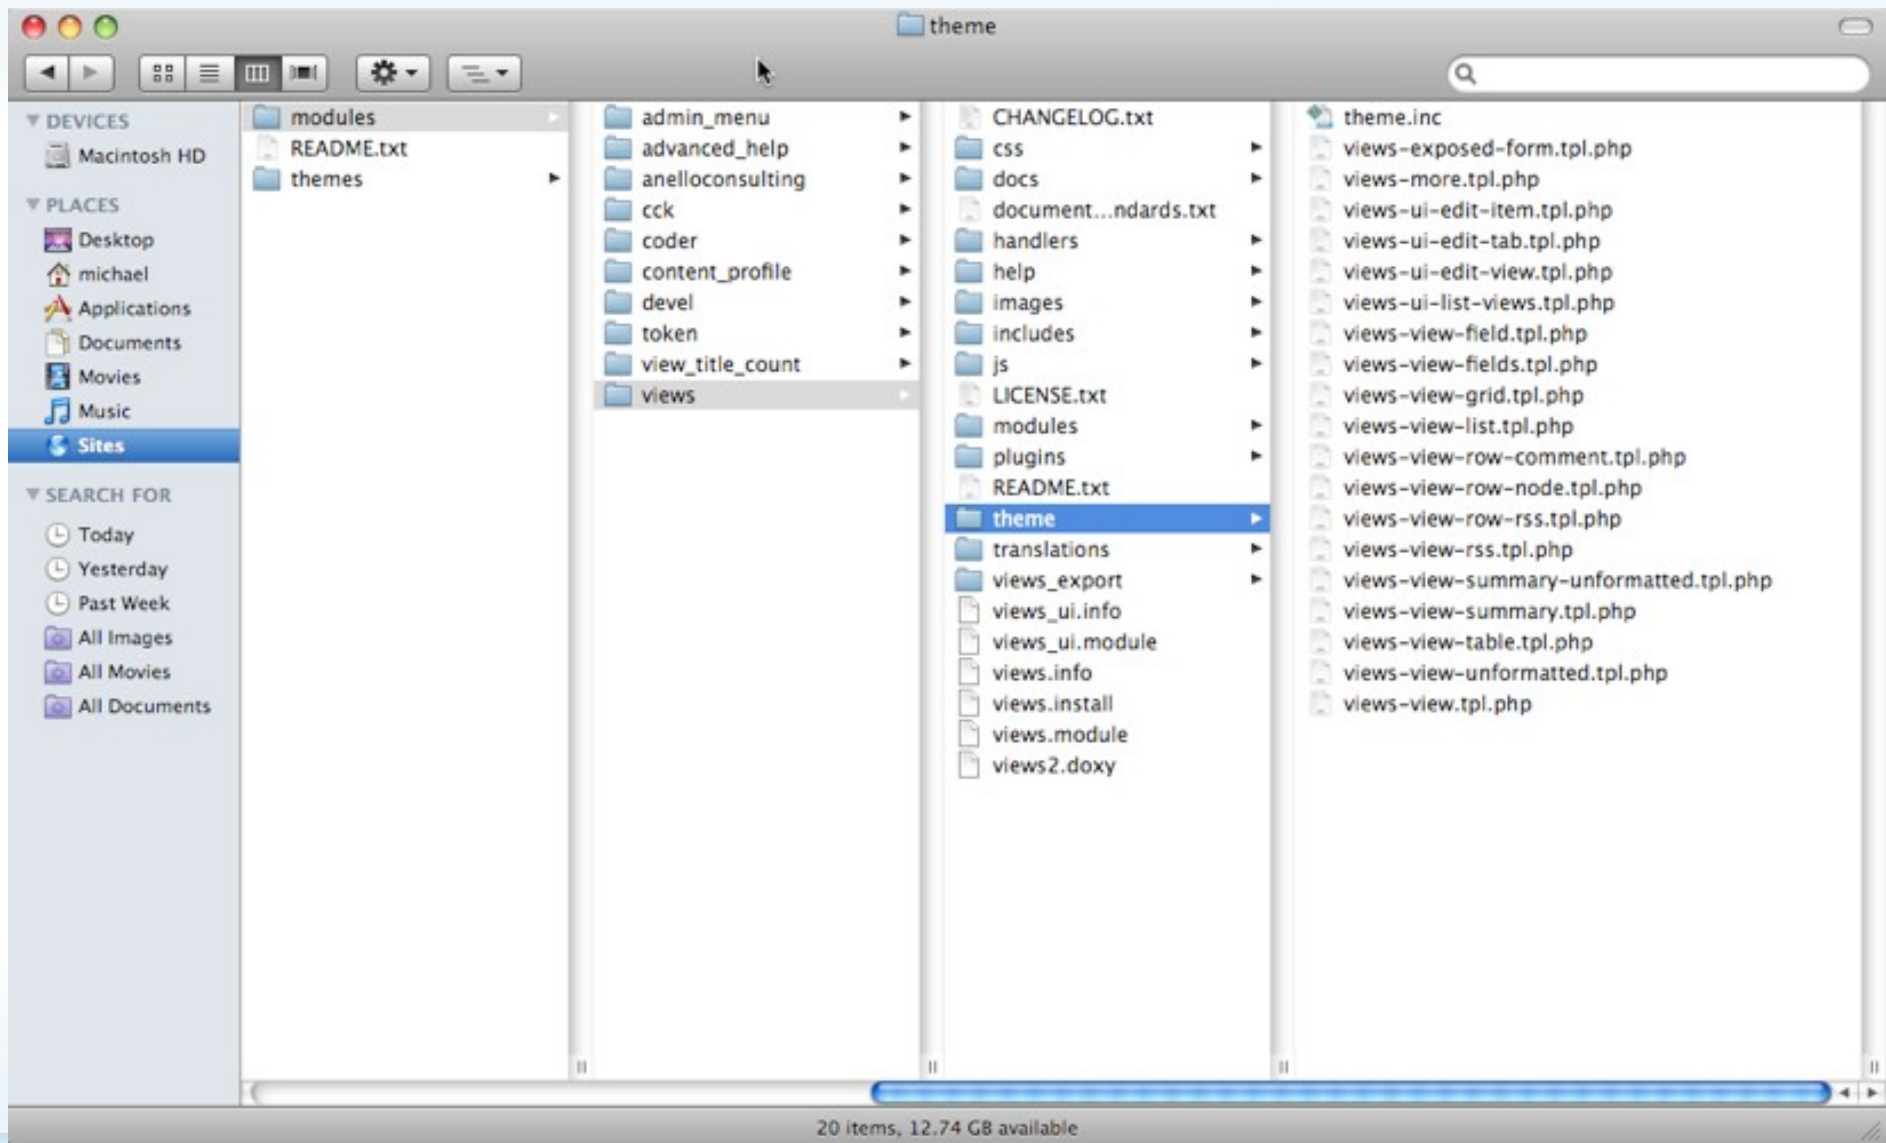 theme
DEVICES
Macintosh HD
PLACES
Desktop
michael
Applications
Documents
Movies
Music
Sites
SEARCH FOR
Today
Yesterday
Past Week
All Images
All Movies
All Documents
modules
README.txt
themes
admin_menu
advanced_help
anelloconsulting
cck
coder
content_profile
devel
token
view_title_count
views
CHANGELOG.txt
css
docs
document...ndards.txt
handlers
help
images
includes
js
LICENSE.txt
modules
plugins
README.txt
theme
translations
views_export
views_ui.info
views_ui.module
views.info
views.install
views.module
views2.doxy
theme.inc
views-exposed-form.tpl.php
views-more.tpl.php
views-ui-edit-item.tpl.php
views-ui-edit-tab.tpl.php
views-ui-edit-view.tpl.php
views-ui-list-views.tpl.php
views-view-field.tpl.php
views-view-fields.tpl.php
views-view-grid.tpl.php
views-view-list.tpl.php
views-view-row-comment.tpl.php
views-view-row-node.tpl.php
views-view-row-rss.tpl.php
views-view-rss.tpl.php
views-view-summary-unformatted.tpl.php
views-view-summary.tpl.php
views-view-table.tpl.php
views-view-unformatted.tpl.php
views-view.tpl.php
20 items, 12.74 GB available